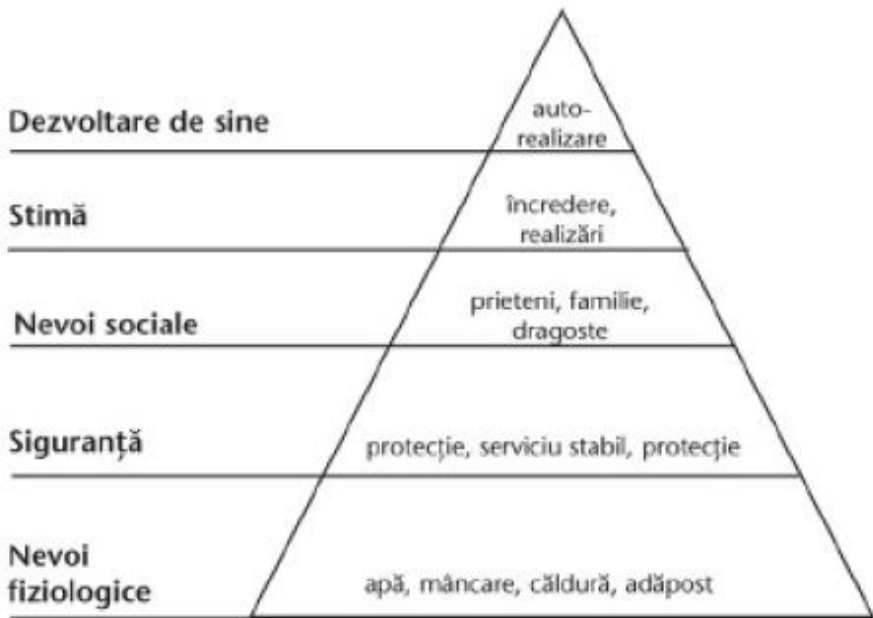 Dezvoltare de sine
auto-
realizare
Stimă
încredere,
realizări
Nevoi sociale
prieteni, familie,
dragoste
Siguranță
protecție, serviciu stabil, protecție
Nevoi
fiziologice
apă, mâncare, căldură, adăpost